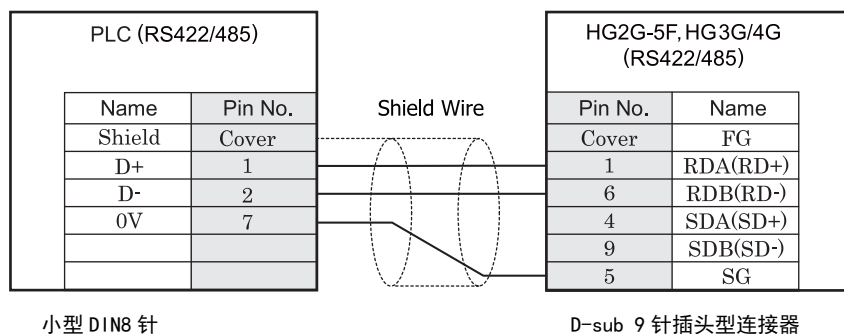 PLC (RS422/485)
HG2G-5F, HG3G/4G
(RS422/485)
Name Pin No. Shield Wire Pin No. Name
Shield Cover Cover FG
D+ 1 1 RDA(RD+)
D- 2 6 RDB(RD-)
0V 7 4 SDA(SD+)
9 SDB(SD-)
5 SG
小型 DIN8 针 D-sub 9 针插头型连接器